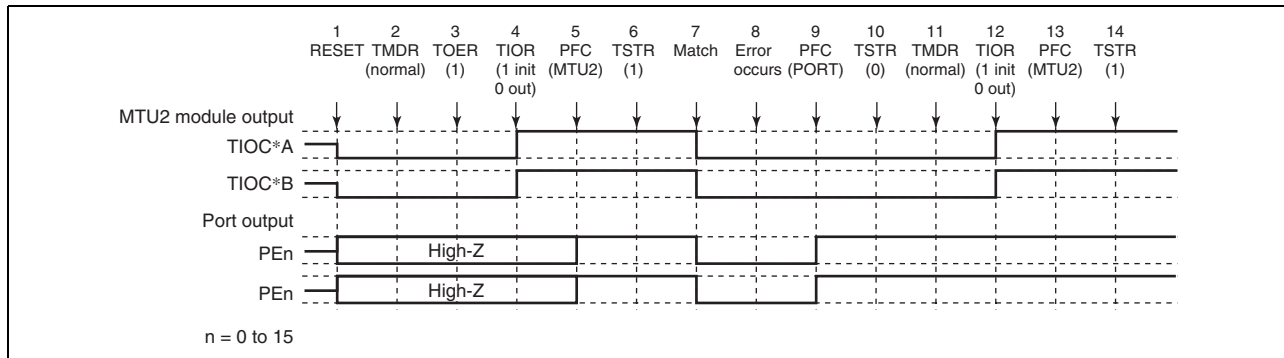 1 2 3 4 5 6 7 8 9 10 11 12 13 14
RESET TMDR TOER TIOR PFC TSTR Match Error PFC TSTR TMDR TIOR PFC TSTR
(normal) (1) (1 init (MTU2) (1) occurs (PORT) (0) (normal) (1 init (MTU2) (1)
0 out) 0 out)
MTU2 module output
TIOC*A
TIOC*B
Port output
PEn High-Z
PEn High-Z
n = 0 to 15